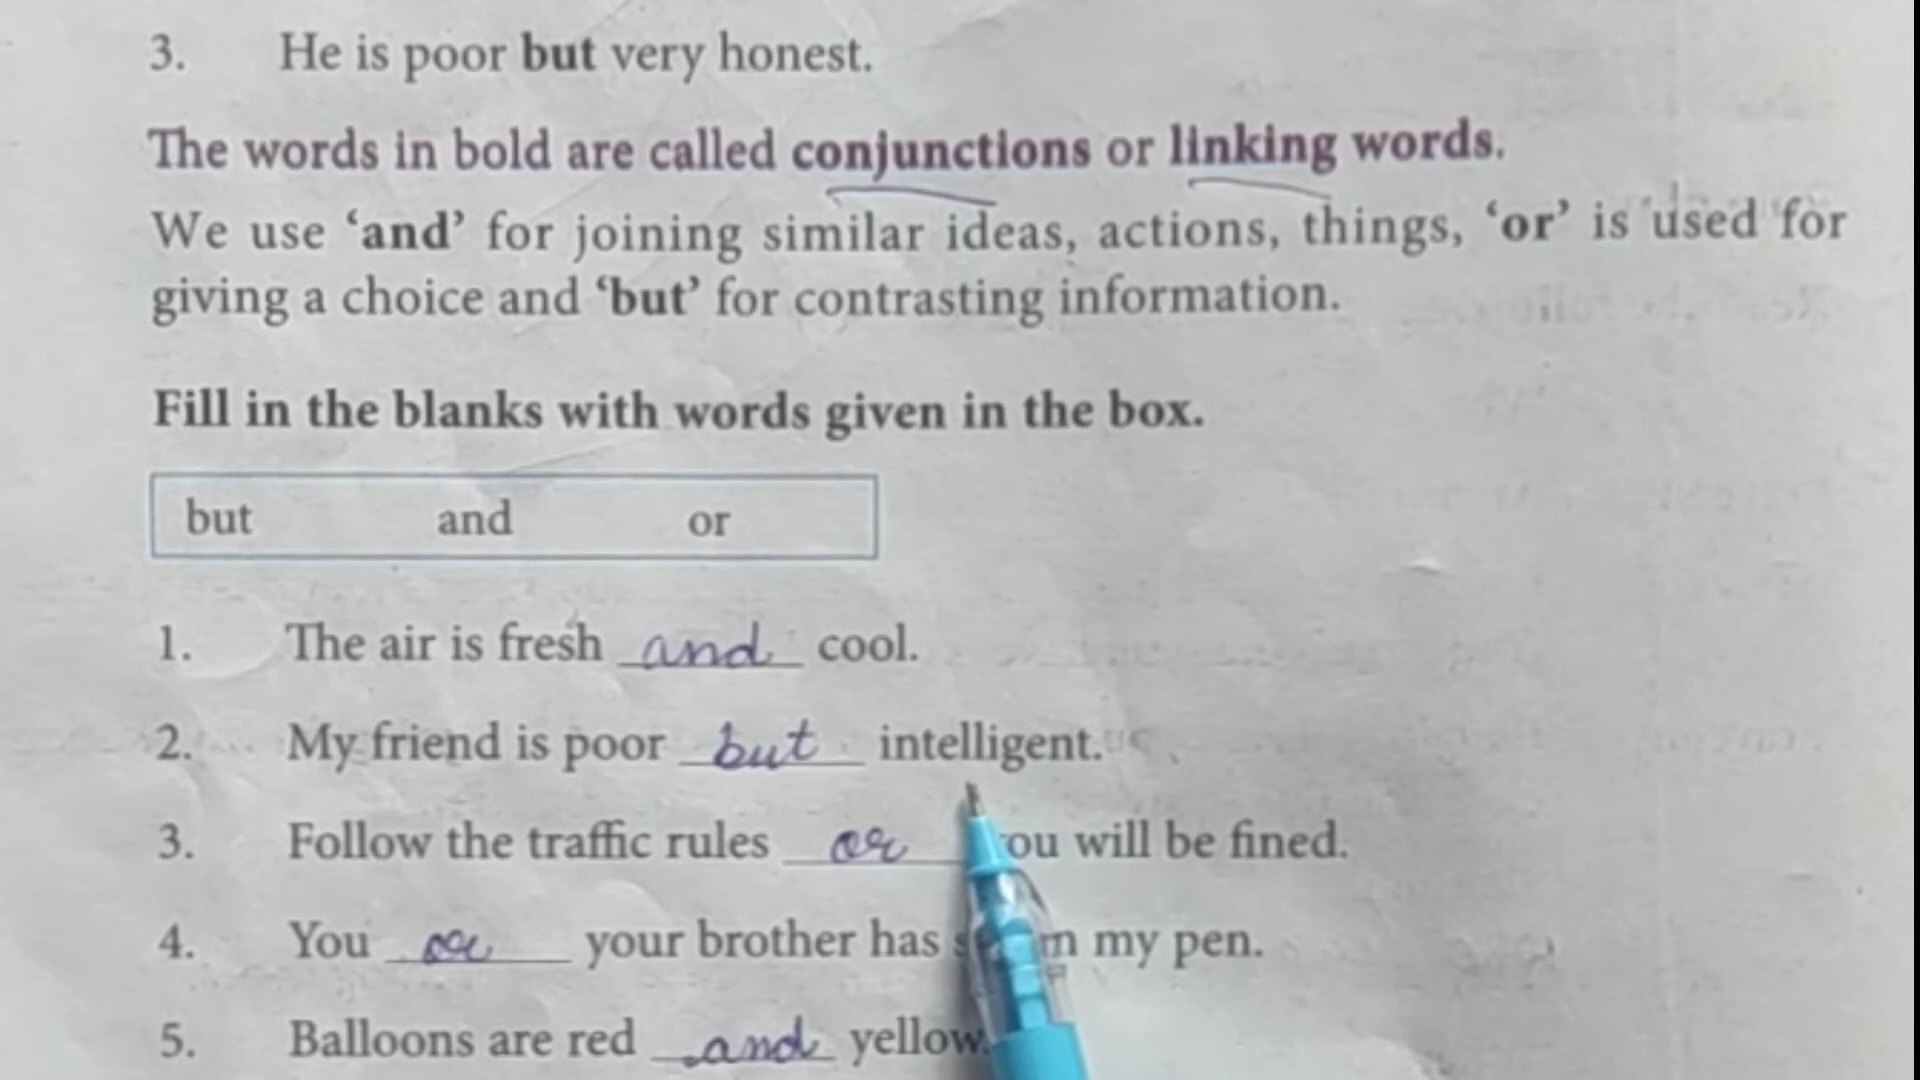 3. He is poor but very honest.
The words in bold are called conjunctions or linking words.
We use ‘and’ for joining similar ideas, actions, things, ‘or’ is used for
giving a choice and ‘but’ for contrasting information.
Fill in the blanks with words given in the box.
but and or
1. The air is fresh and cool.
2. My friend is poor but intelligent.
3. Follow the traffic rules or ou will be fined.
4. You or your brother has my pen.
5. Balloons are red and yellow.